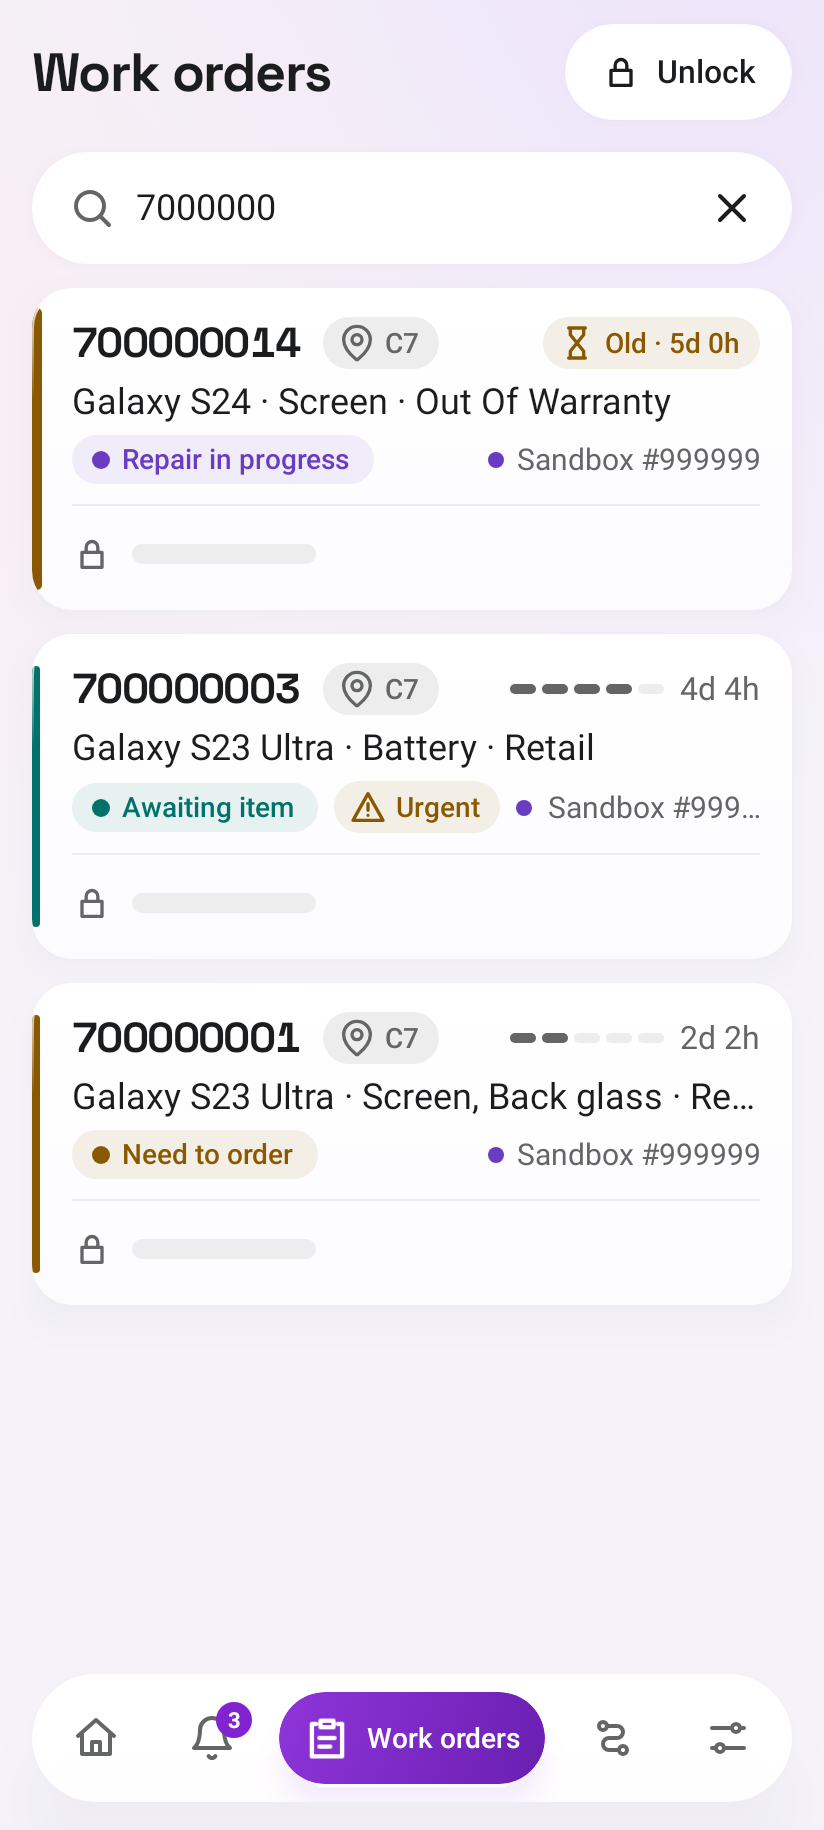 Work orders
Unlock
7000000
700000014 C7 Old · 5d 0h
Galaxy S24 · Screen · Out Of Warranty
Repair in progress Sandbox #999999
700000003 C7 4d 4h
Galaxy S23 Ultra · Battery · Retail
Awaiting item Urgent Sandbox #999…
700000001 C7 2d 2h
Galaxy S23 Ultra · Screen, Back glass · Re…
Need to order Sandbox #999999
3
Work orders